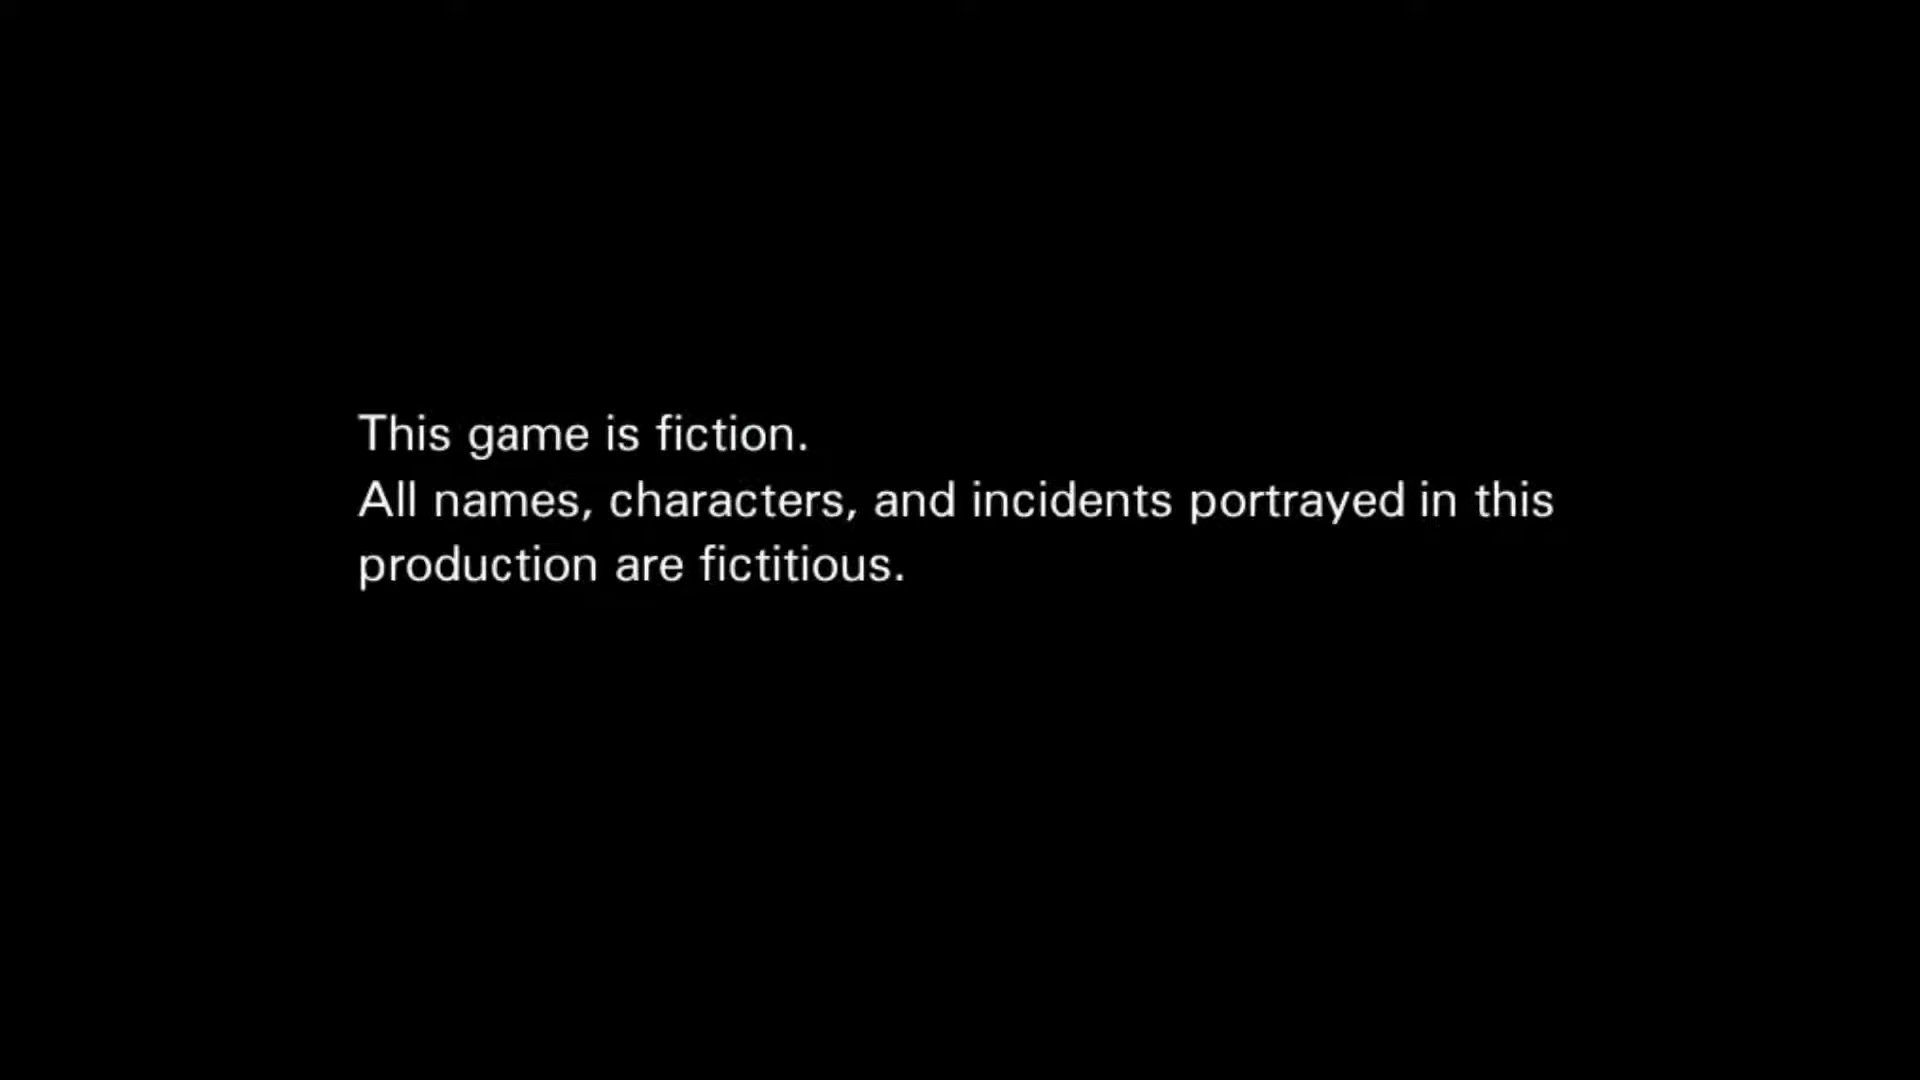 This game is fiction.
All names, characters, and incidents portrayed in this
production are fictitious.